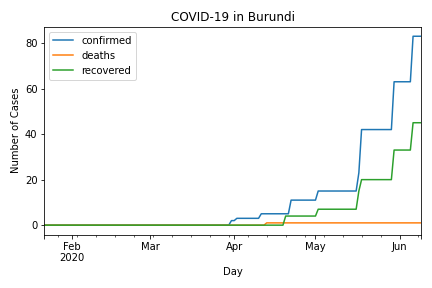 COVID-19 in Burundi
confirmed
deaths
recovered
Number of Cases
80
60
40
20
0
Feb
2020
Mar
Apr
May
Jun
Day